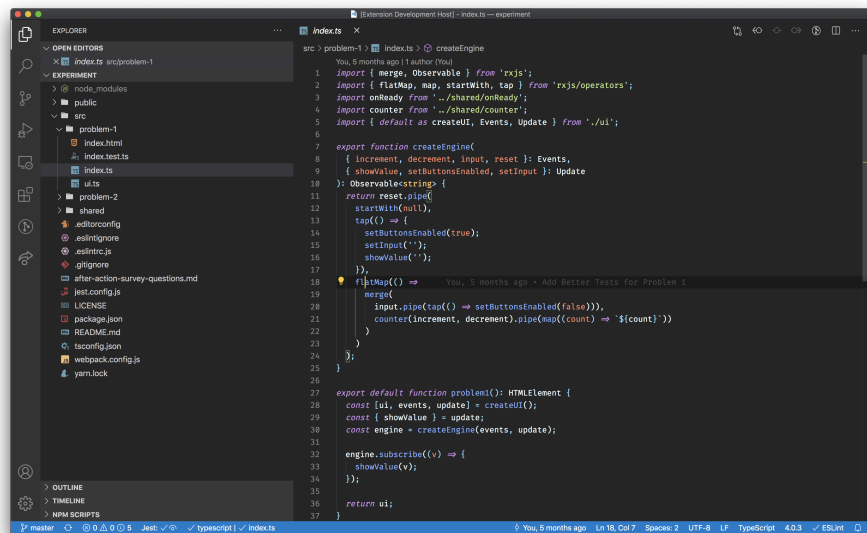 [Extension Development Host] - index.ts — experiment
EXPLORER
OPEN EDITORS
index.ts src/problem-1
EXPERIMENT
node_modules
public
src
problem-1
index.html
index.test.ts
index.ts
ui.ts
problem-2
shared
.editorconfig
.eslintignore
.eslintrc.js
.gitignore
after-action-survey-questions.md
jest.config.js
LICENSE
package.json
README.md
tsconfig.json
webpack.config.js
yarn.lock
OUTLINE
TIMELINE
NPM SCRIPTS
index.ts
src > problem-1 > index.ts > createEngine
You, 5 months ago | 1 author (You)
1 import { merge, Observable } from 'rxjs';
2 import { flatMap, map, startWith, tap } from 'rxjs/operators';
3 import onReady from '../shared/onReady';
4 import counter from '../shared/counter';
5 import { default as createUI, Events, Update } from './ui';
6
7 export function createEngine(
8 { increment, decrement, input, reset }: Events,
9 { showValue, setButtonsEnabled, setInput }: Update
10 ): Observable<string> {
11 return reset.pipe(
12 startWith(null),
13 tap(() ⇒ {
14 setButtonsEnabled(true);
15 setInput('');
16 showValue('');
17 }),
18 flatMap(() ⇒ You, 5 months ago • Add Better Tests for Problem 1
19 merge(
20 input.pipe(tap(() ⇒ setButtonsEnabled(false))),
21 counter(increment, decrement).pipe(map((count) ⇒ `${count}`))
22 )
23 )
24 );
25 }
26
27 export default function problem1(): HTMLElement {
28 const [ui, events, update] = createUI();
29 const { showValue } = update;
30 const engine = createEngine(events, update);
31
32 engine.subscribe((v) ⇒ {
33 showValue(v);
34 });
35
36 return ui;
37 }
master 0 0 5 Jest: ✓ ✓ typescript | ✓ index.ts You, 5 months ago Ln 18, Col 7 Spaces: 2 UTF-8 LF TypeScript 4.0.3 ✓ ESLint